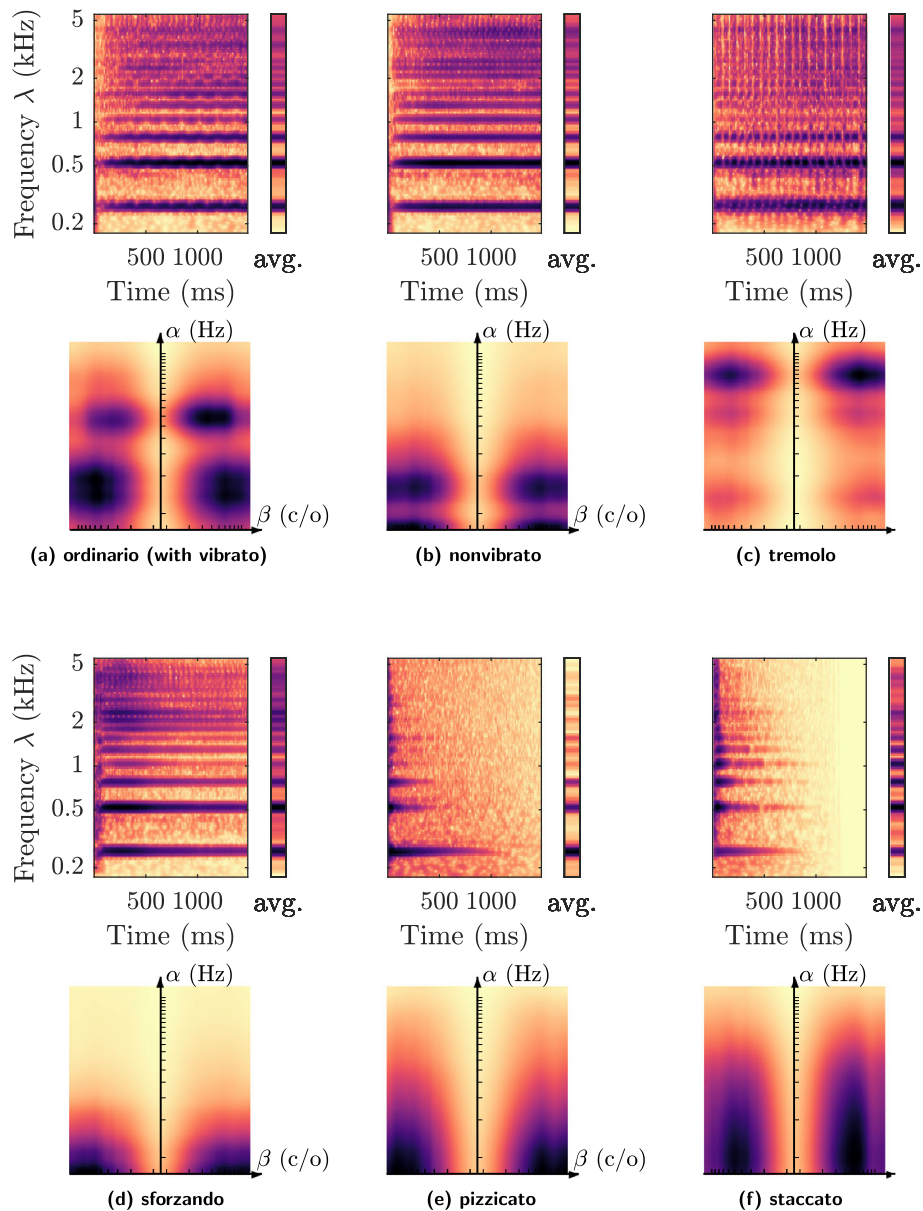 5
2
1
0.5
0.2
Frequency λ (kHz)
500 1000 avg.
500 1000 avg.
500 1000 avg.
Time (ms)
Time (ms)
Time (ms)
α (Hz)
α (Hz)
α (Hz)
β (c/o)
β (c/o)
(a) ordinario (with vibrato)
(b) nonvibrato
(c) tremolo
5
2
1
0.5
0.2
Frequency λ (kHz)
500 1000 avg.
500 1000 avg.
500 1000 avg.
Time (ms)
Time (ms)
Time (ms)
α (Hz)
α (Hz)
α (Hz)
β (c/o)
β (c/o)
(d) sforzando
(e) pizzicato
(f) staccato